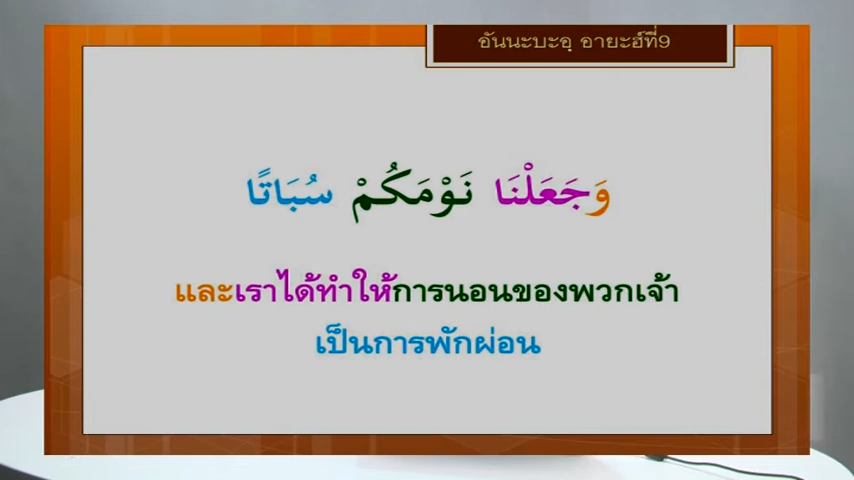 อันนะบะอฺ อายะฮ์ที่9
وَجَعَلْنَا نَوْمَكُمْ سُبَاتًا
และเราได้ทำให้การนอนของพวกเจ้า
เป็นการพักผ่อน